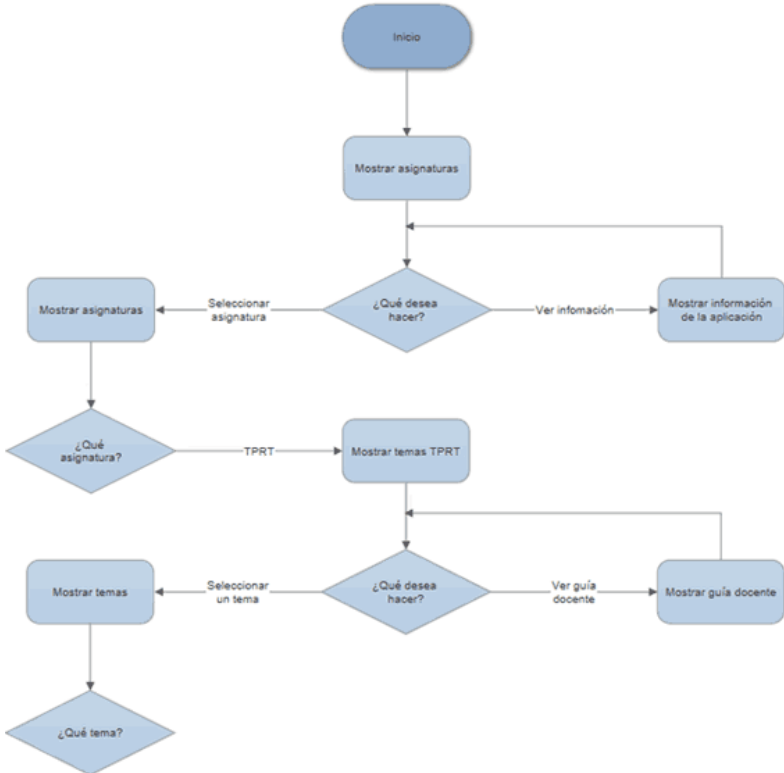 Inicio
Mostrar asignaturas
¿Qué desea
hacer?
Seleccionar
asignatura
Ver infomación
Mostrar asignaturas
Mostrar información
de la aplicación
¿Qué
asignatura?
TPRT
Mostrar temas TPRT
¿Qué desea
hacer?
Seleccionar
un tema
Ver guía
docente
Mostrar temas
Mostrar guía docente
¿Qué tema?